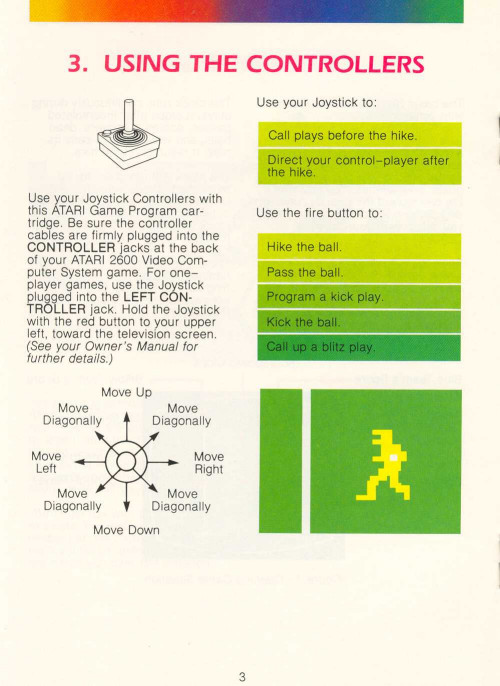 3. USING THE CONTROLLERS
Use your Joystick Controllers with
this ATARI Game Program car-
tridge. Be sure the controller
cables are firmly plugged into the
CONTROLLER jacks at the back
of your ATARI 2600 Video Com-
puter System game. For one-
player games, use the Joystick
plugged into the LEFT CON-
TROLLER jack. Hold the Joystick
with the red button to your upper
left, toward the television screen.
(See your Owner's Manual for
further details.)
Move Up
Move
Diagonally
Move
Diagonally
Move
Left
Move
Right
Move
Diagonally
Move
Diagonally
Move Down
Use your Joystick to:
Call plays before the hike.
Direct your control-player after
the hike.
Use the fire button to:
Hike the ball.
Pass the ball.
Program a kick play.
Kick the ball.
Call up a blitz play.
3